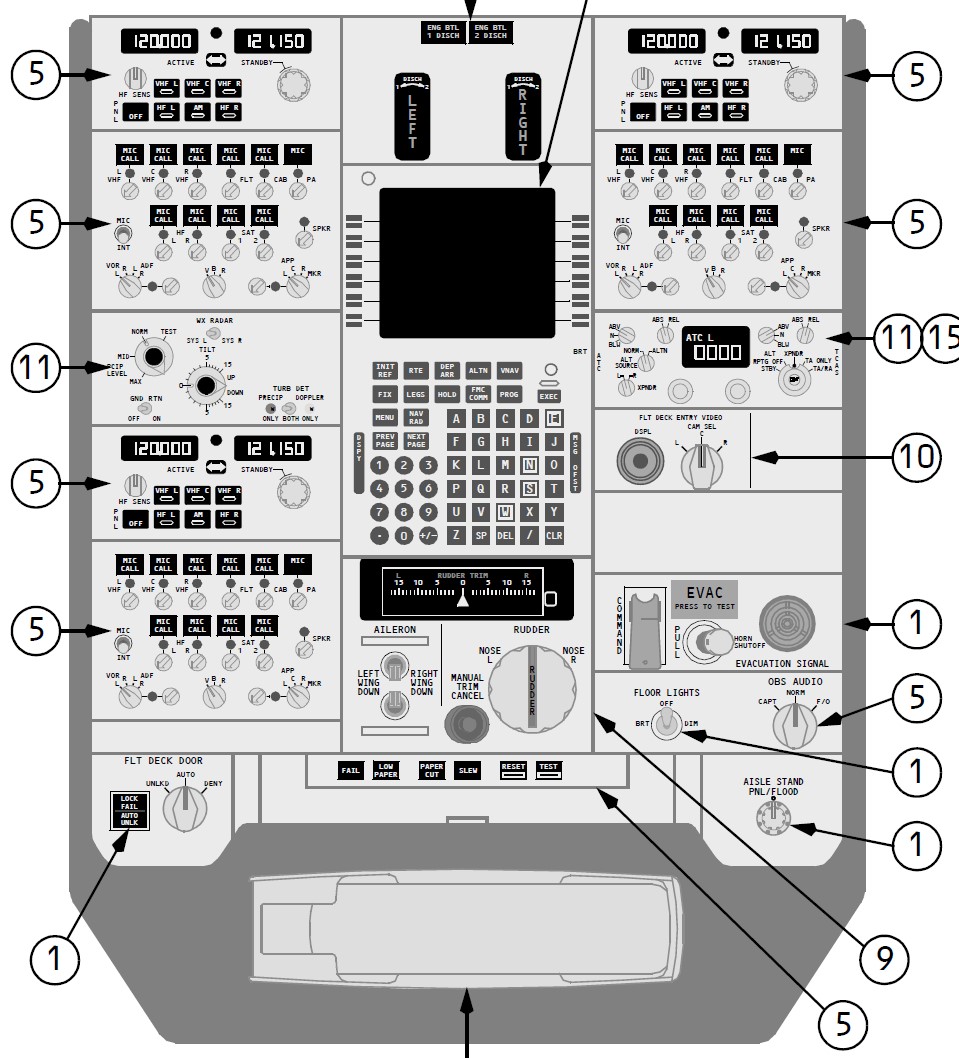 ENG BTL
1 DISCH
ENG BTL
2 DISCH
DISCH
1 2
LEFT
DISCH
1 2
RIGHT
120.000
121.150
ACTIVE
STANDBY
HF SENS
VHF L
VHF C
VHF R
PNL
OFF
HF L
AM
HF R
5
MIC CALL
MIC CALL
MIC CALL
MIC CALL
MIC CALL
MIC
L VHF
C VHF
R VHF
FLT
CAB
PA
MIC CALL
MIC CALL
MIC CALL
MIC CALL
MIC
INT
HF
L R
SAT
1 2
SPKR
VOR L R
ADF L R
V B R
APP
L C R
MKR
5
WX RADAR
NORM
TEST
SYS L
SYS R
TILT
MID
PCIP
LEVEL
MAX
5
15
UP
0
DOWN
15
5
GND RTN
OFF ON
TURB DET
PRECIP
DOPPLER
W
W
ONLY BOTH ONLY
11
120.000
121.150
ACTIVE
STANDBY
HF SENS
VHF L
VHF C
VHF R
PNL
OFF
HF L
AM
HF R
5
MIC CALL
MIC CALL
MIC CALL
MIC CALL
MIC CALL
MIC
L VHF
C VHF
R VHF
FLT
CAB
PA
MIC CALL
MIC CALL
MIC CALL
MIC CALL
MIC
INT
HF
L R
SAT
1 2
SPKR
VOR L R
ADF L R
V B R
APP
L C R
MKR
5
BRT
INIT REF
RTE
DEP ARR
ALTN
VNAV
FIX
LEGS
HOLD
FMC COMM
PROG
EXEC
MENU
NAV RAD
PREV PAGE
NEXT PAGE
DSPY
MSG
OFST
A B C D E
F G H I J
K L M N O
P Q R S T
U V W X Y
Z SP DEL / CLR
1 2 3
4 5 6
7 8 9
. 0 +/-
L RUDDER TRIM R
15 10 5 0 5 10 15
AILERON
RUDDER
LEFT
WING
DOWN
RIGHT
WING
DOWN
MANUAL
TRIM
CANCEL
NOSE
L
NOSE
R
RUDDER
120.000
121.150
ACTIVE
STANDBY
HF SENS
VHF L
VHF C
VHF R
PNL
OFF
HF L
AM
HF R
5
MIC CALL
MIC CALL
MIC CALL
MIC CALL
MIC CALL
MIC
L VHF
C VHF
R VHF
FLT
CAB
PA
MIC CALL
MIC CALL
MIC CALL
MIC CALL
MIC
INT
HF
L R
SAT
1 2
SPKR
VOR L R
ADF L R
V B R
APP
L C R
MKR
5
ABV
N
BLW
ABS REL
ATC L
0000
ABV
N
BLW
ABS REL
ATC
NORM
ALTN
ALT
SOURCE
L R
XPNDR
XPNDR
ALT
RPTG OFF
STBY
TA ONLY
TA/RA
TCAS
11
15
FLT DECK ENTRY VIDEO
DSPL
CAM SEL
L C R
10
COMMAND
EVAC
PRESS TO TEST
PULL
HORN
SHUTOFF
EVACUATION SIGNAL
1
FLOOR LIGHTS
OFF
BRT
DIM
OBS AUDIO
NORM
CAPT
F/O
5
1
FLT DECK DOOR
UNLKD
AUTO
DENY
LOCK
FAIL
AUTO
UNLK
1
FAIL
LOW PAPER
PAPER CUT
SLEW
RESET
TEST
AISLE STAND
PNL/FLOOD
1
9
5